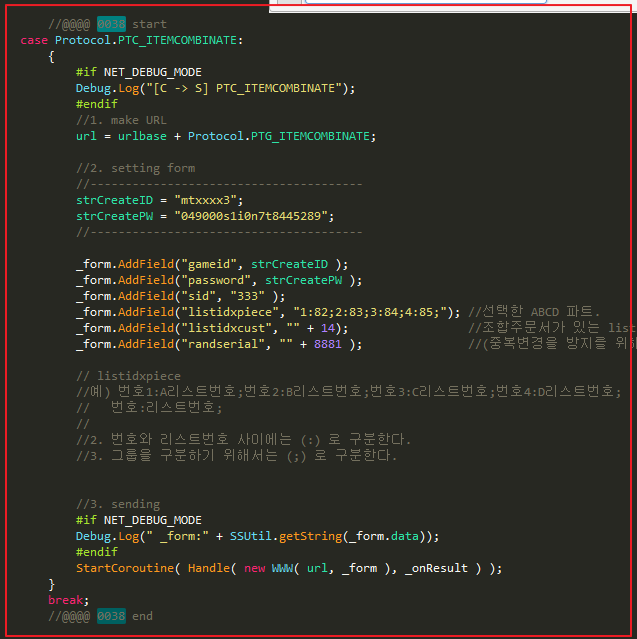 //@@@@ 0038 start
case Protocol.PTC_ITEMCOMBINATE:
{
#if NET_DEBUG_MODE
Debug.Log("[C -> S] PTC_ITEMCOMBINATE");
#endif
//1. make URL
url = urlbase + Protocol.PTG_ITEMCOMBINATE;
//2. setting form
//---------------------------------------
strCreateID = "mtxxxx3";
strCreatePW = "049000s1i0n7t8445289";
//---------------------------------------
_form.AddField("gameid", strCreateID );
_form.AddField("password", strCreatePW );
_form.AddField("sid", "333" );
_form.AddField("listidxpiece", "1:82;2:83;3:84;4:85;"); //선택한 ABCD 파트.
_form.AddField("listidxcust", "" + 14); //조합주문서가 있는 list
_form.AddField("randserial", "" + 8881 ); //(중복변경을 방지를 위해
// listidxpiece
//예) 번호1:A리스트번호;번호2:B리스트번호;번호3:C리스트번호;번호4:D리스트번호;
// 번호:리스트번호;
//
//2. 번호와 리스트번호 사이에는 (:) 로 구분한다.
//3. 그룹을 구분하기 위해서는 (;) 로 구분한다.
//3. sending
#if NET_DEBUG_MODE
Debug.Log(" _form:" + SSUtil.getString(_form.data));
#endif
StartCoroutine( Handle( new WWW( url, _form ), _onResult ) );
}
break;
//@@@@ 0038 end